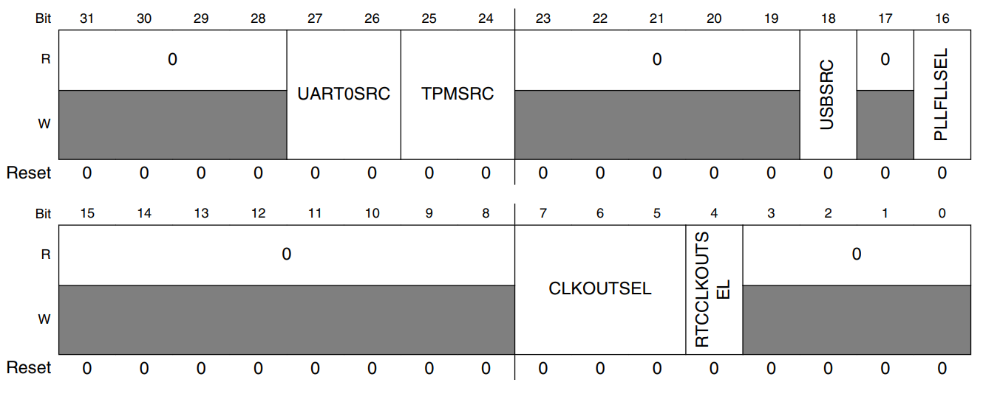 Bit 31 30 29 28 27 26 25 24 23 22 21 20 19 18 17 16
R 0 UART0SRC TPMSRC 0 USBSRC 0 PLLFLLSEL
W
Reset 0 0 0 0 0 0 0 0 0 0 0 0 0 0 0 0
Bit 15 14 13 12 11 10 9 8 7 6 5 4 3 2 1 0
R 0 CLKOUTSEL RTCCLKOUTS 0
EL
W
Reset 0 0 0 0 0 0 0 0 0 0 0 0 0 0 0 0